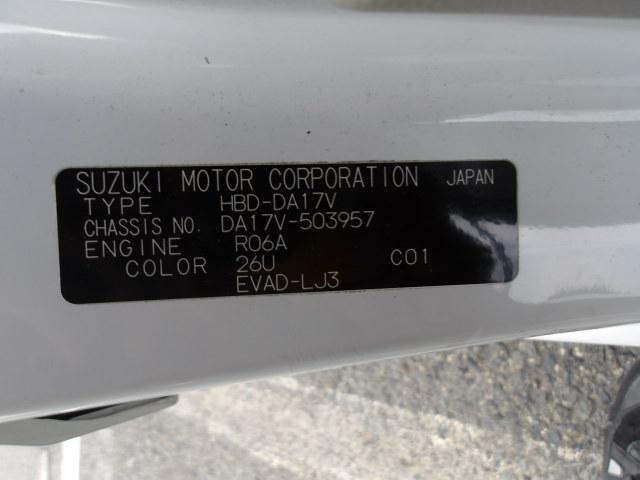 SUZUKI MOTOR CORPORATION JAPAN
TYPE HBD-DA17V
CHASSIS NO. DA17V-503957
ENGINE R06A
COLOR 26U C01
EVAD-LJ3